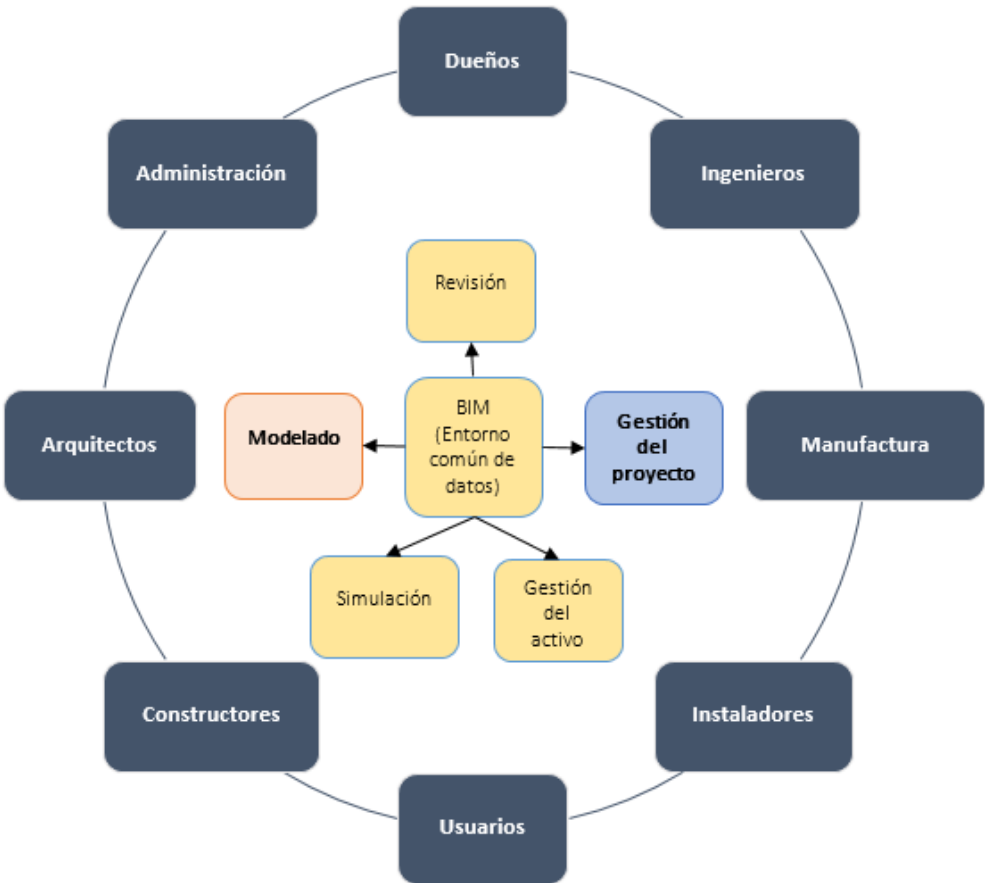 Dueños
Administración
Ingenieros
Revisión
Arquitectos
Modelado
BIM
(Entorno
común de
datos)
Gestión
del
proyecto
Manufactura
Simulación
Gestión
del
activo
Constructores
Instaladores
Usuarios